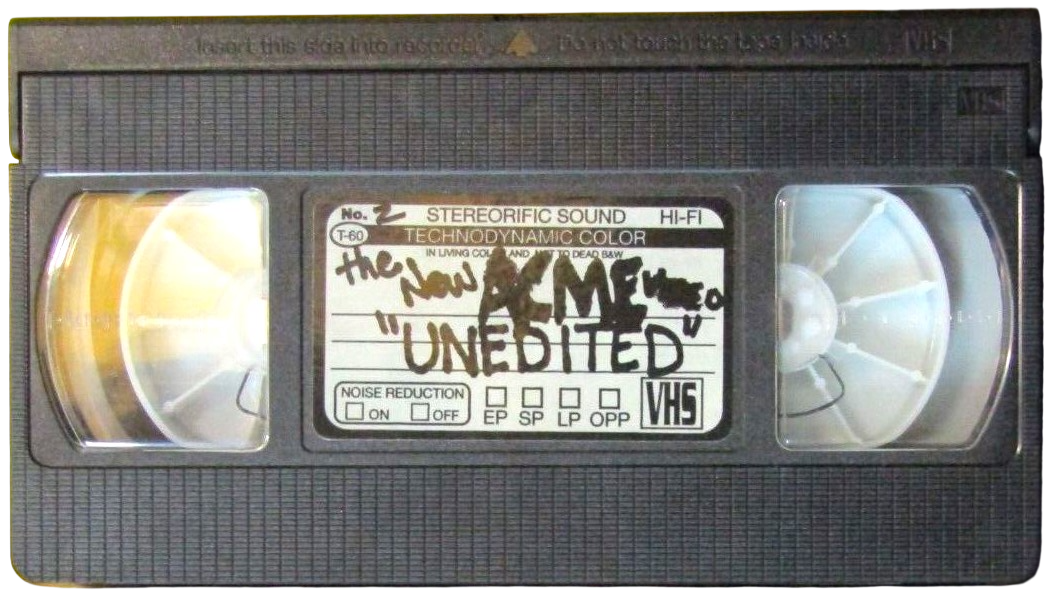 Insert this side into recorder Do not touch the tape inside VHS
VHS
No. 2 STEREORIFIC SOUND HI-FI
T-60 TECHNODYNAMIC COLOR
IN LIVING COLOR AND NOT TO DEAD B&W
the New ACME Video
"UNEDITED"
NOISE REDUCTION
ON OFF EP SP LP OPP VHS